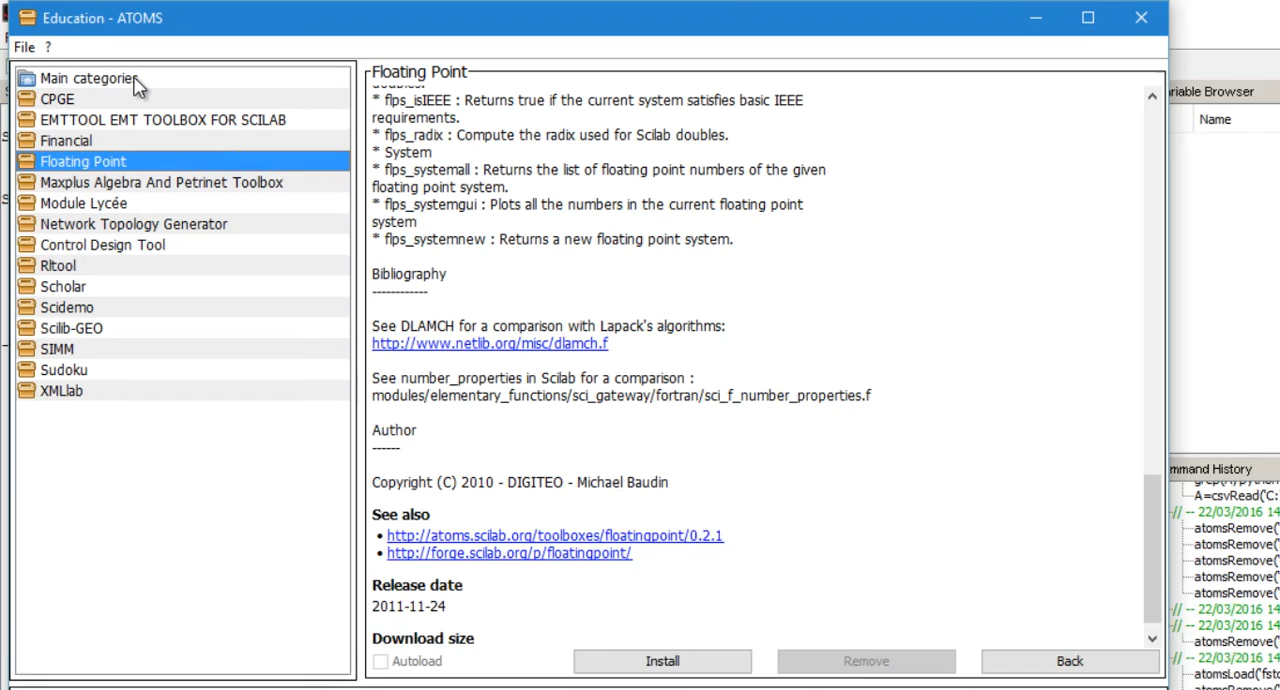 Education - ATOMS
File ?
Main categories
CPGE
EMTTOOL EMT TOOLBOX FOR SCILAB
Financial
Floating Point
Maxplus Algebra And Petrinet Toolbox
Module Lycée
Network Topology Generator
Control Design Tool
Rltool
Scholar
Scidemo
Scilib-GEO
SIMM
Sudoku
XMLlab
Floating Point
* flps_isIEEE : Returns true if the current system satisfies basic IEEE
requirements.
* flps_radix : Compute the radix used for Scilab doubles.
* System
* flps_systemall : Returns the list of floating point numbers of the given
floating point system.
* flps_systemgui : Plots all the numbers in the current floating point
system
* flps_systemnew : Returns a new floating point system.
Bibliography
------------
See DLAMCH for a comparison with Lapack's algorithms:
http://www.netlib.org/misc/dlamch.f
See number_properties in Scilab for a comparison :
modules/elementary_functions/sci_gateway/fortran/sci_f_number_properties.f
Author
------
Copyright (C) 2010 - DIGITEO - Michael Baudin
See also
• http://atoms.scilab.org/toolboxes/floatingpoint/0.2.1
• http://forge.scilab.org/p/floatingpoint/
Release date
2011-11-24
Download size
Autoload
Install
Remove
Back
riable Browser
Name
mmand History
A=csvRead('C:
// -- 22/03/2016 14
atomsRemove('
atomsRemove('
atomsRemove('
atomsRemove('
atomsRemove('
// -- 22/03/2016 14
// -- 22/03/2016 14
atomsRemove('
// -- 22/03/2016 14
atomsLoad('fsto